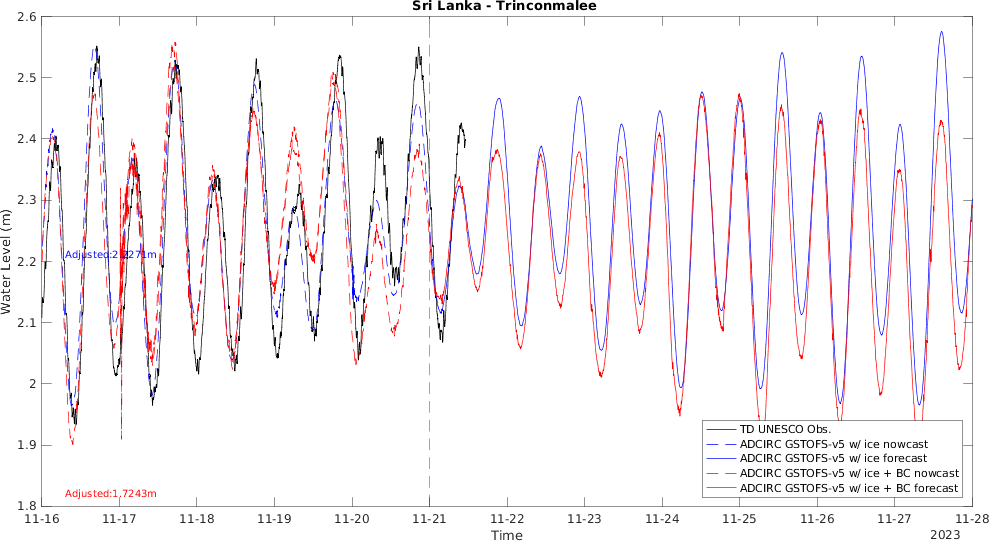 Sri Lanka - Trinconmalee
2.6
2.5
2.4
2.3
2.2
2.1
2
1.9
1.8
Water Level (m)
Adjusted:2.2271m
Adjusted:1.7243m
TD UNESCO Obs.
ADCIRC GSTOFS-v5 w/ ice nowcast
ADCIRC GSTOFS-v5 w/ ice forecast
ADCIRC GSTOFS-v5 w/ ice + BC nowcast
ADCIRC GSTOFS-v5 w/ ice + BC forecast
11-16 11-17 11-18 11-19 11-20 11-21 11-22 11-23 11-24 11-25 11-26 11-27 11-28
Time
2023